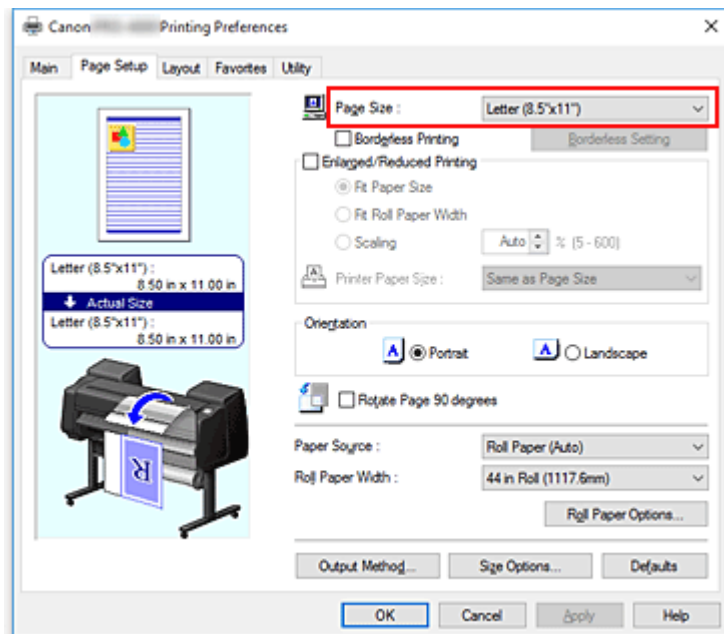 Canon Printing Preferences
Main Page Setup Layout Favorites Utility
Page Size : Letter (8.5"x11")
Borderless Printing Borderless Setting
Enlarged/Reduced Printing
Fit Paper Size
Fit Roll Paper Width
Scaling Auto % (5 - 600)
Printer Paper Size : Same as Page Size
Letter (8.5"x11") :
8.50 in x 11.00 in
Actual Size
Letter (8.5"x11") :
8.50 in x 11.00 in
Orientation
A Portrait A Landscape
Rotate Page 90 degrees
Paper Source : Roll Paper (Auto)
Roll Paper Width : 44 in Roll (1117.6mm)
R
Roll Paper Options...
Output Method... Size Options... Defaults
OK Cancel Apply Help